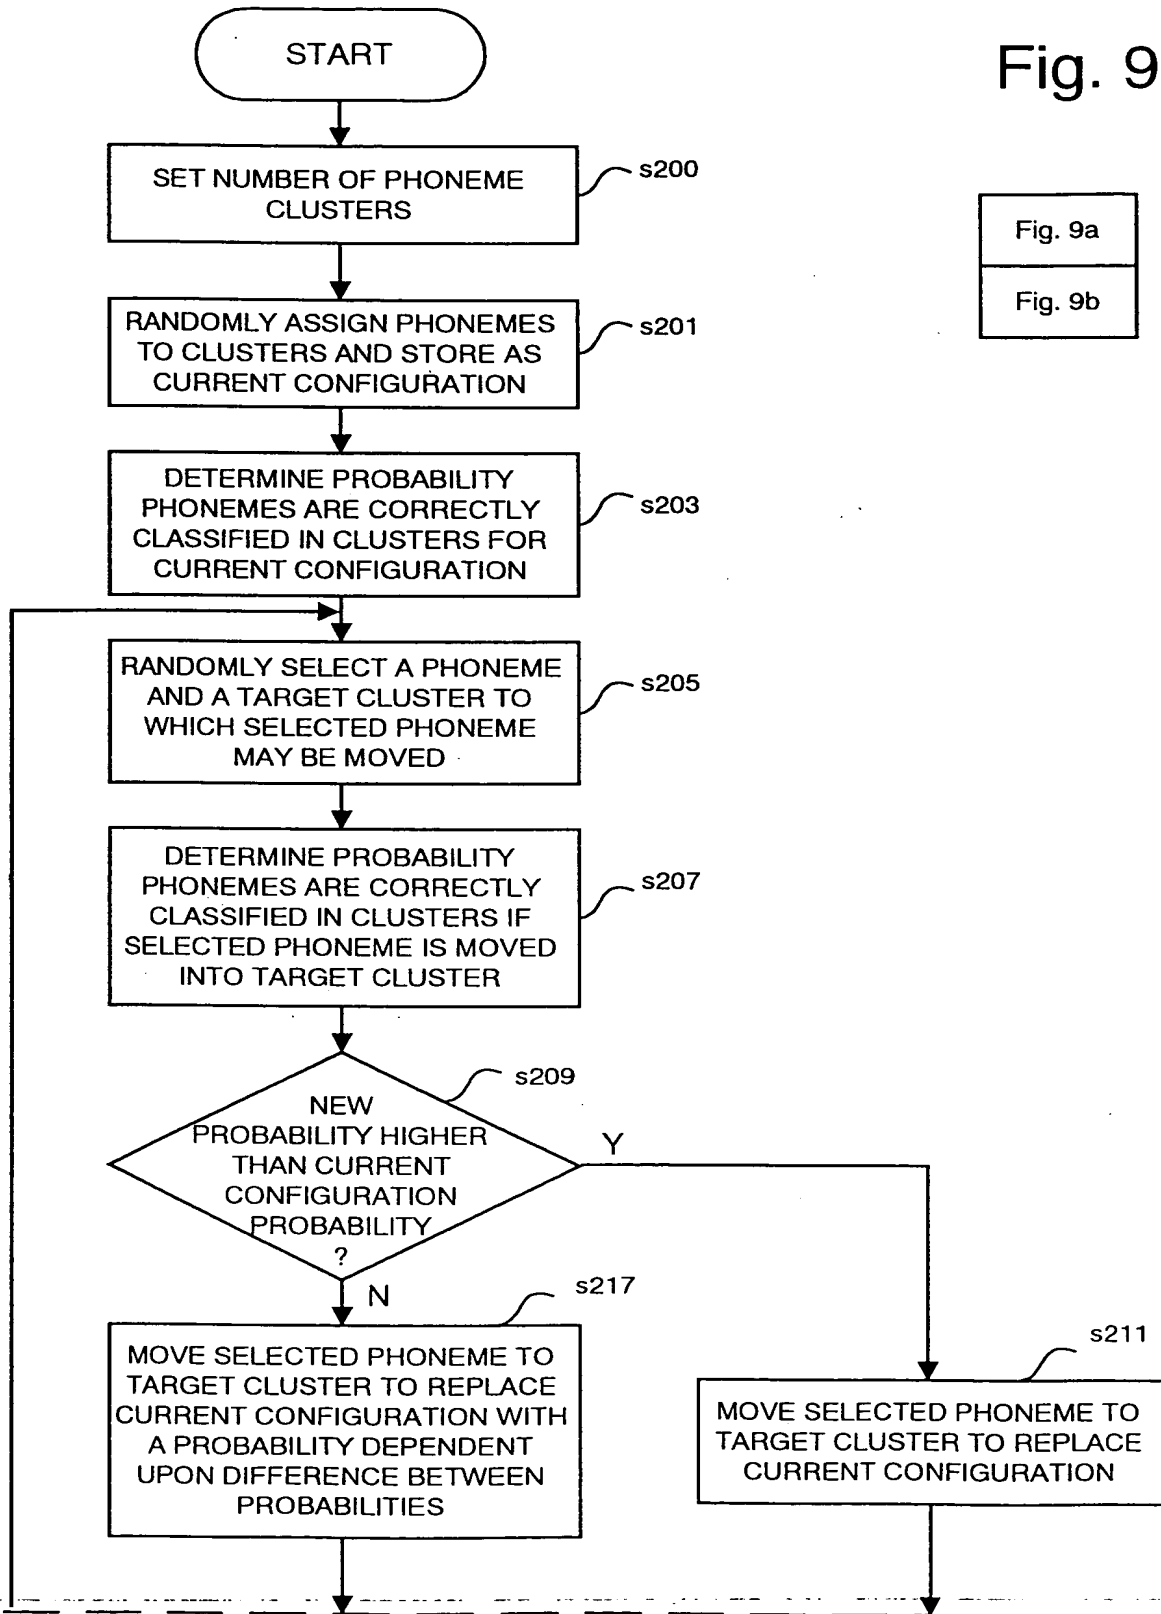 START
Fig. 9
SET NUMBER OF PHONEME
CLUSTERS
s200
Fig. 9a
Fig. 9b
RANDOMLY ASSIGN PHONEMES
TO CLUSTERS AND STORE AS
CURRENT CONFIGURATION
s201
DETERMINE PROBABILITY
PHONEMES ARE CORRECTLY
CLASSIFIED IN CLUSTERS FOR
CURRENT CONFIGURATION
s203
RANDOMLY SELECT A PHONEME
AND A TARGET CLUSTER TO
WHICH SELECTED PHONEME
MAY BE MOVED
s205
DETERMINE PROBABILITY
PHONEMES ARE CORRECTLY
CLASSIFIED IN CLUSTERS IF
SELECTED PHONEME IS MOVED
INTO TARGET CLUSTER
s207
s209
NEW
PROBABILITY HIGHER
THAN CURRENT
CONFIGURATION
PROBABILITY
?
Y
N
s217
MOVE SELECTED PHONEME TO
TARGET CLUSTER TO REPLACE
CURRENT CONFIGURATION WITH
A PROBABILITY DEPENDENT
UPON DIFFERENCE BETWEEN
PROBABILITIES
s211
MOVE SELECTED PHONEME TO
TARGET CLUSTER TO REPLACE
CURRENT CONFIGURATION